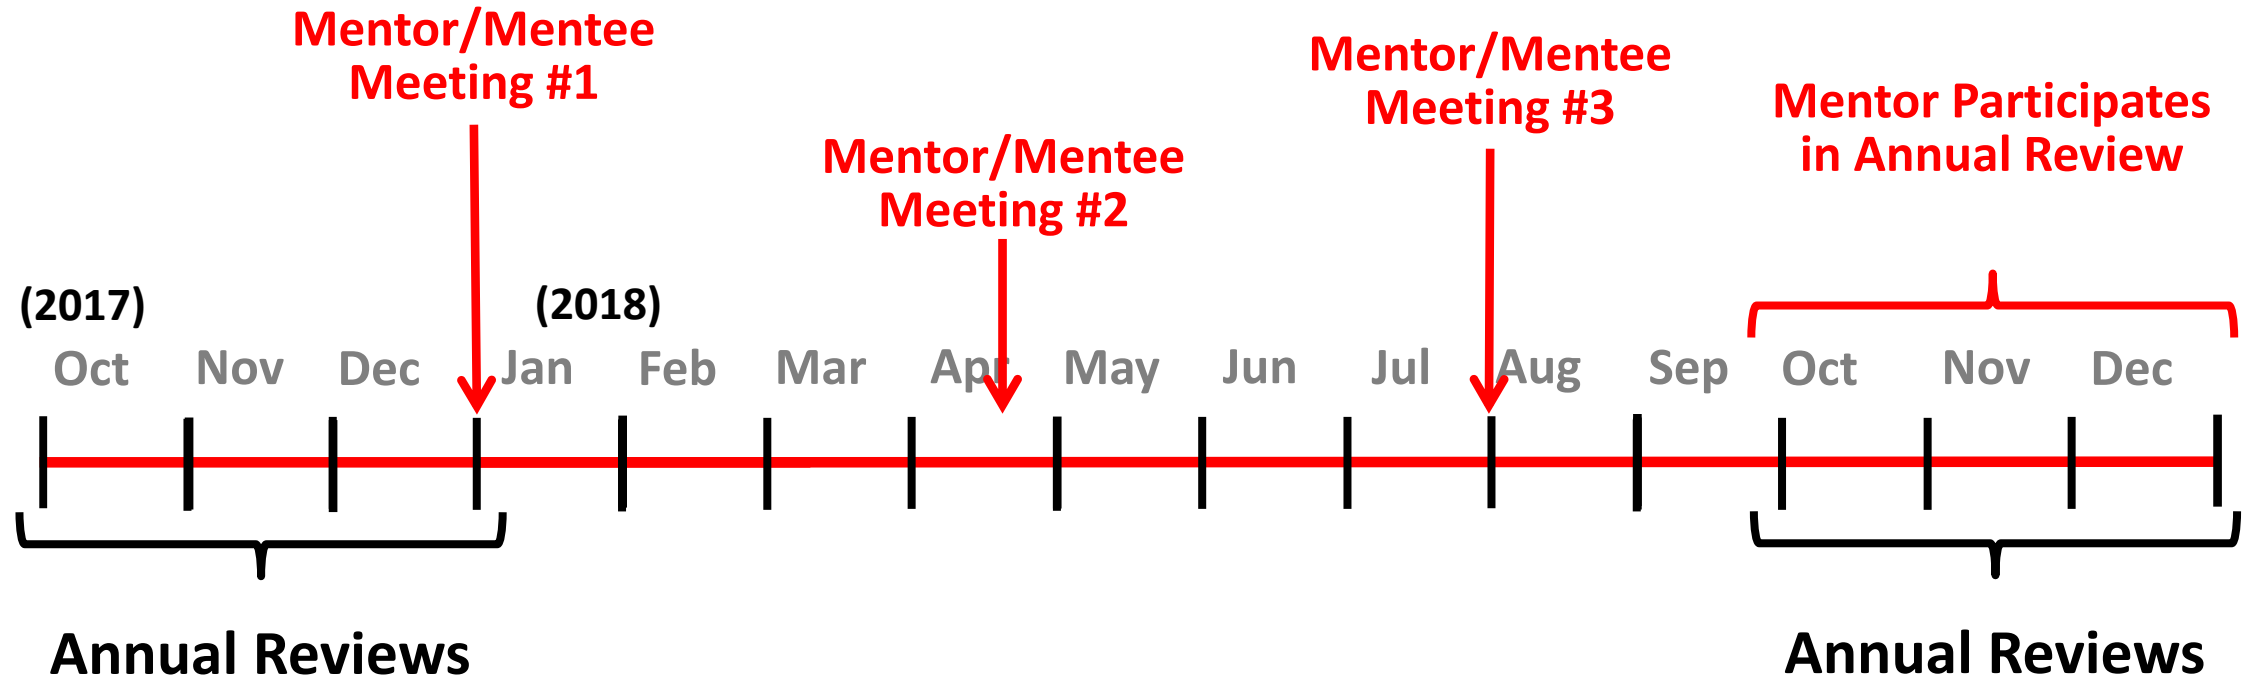 Mentor/Mentee
Meeting #1
Mentor/Mentee
Meeting #2
Mentor/Mentee
Meeting #3
Mentor Participates
in Annual Review
(2017)
(2018)
Oct Nov Dec Jan Feb Mar Apr May Jun Jul Aug Sep Oct Nov Dec
Annual Reviews
Annual Reviews